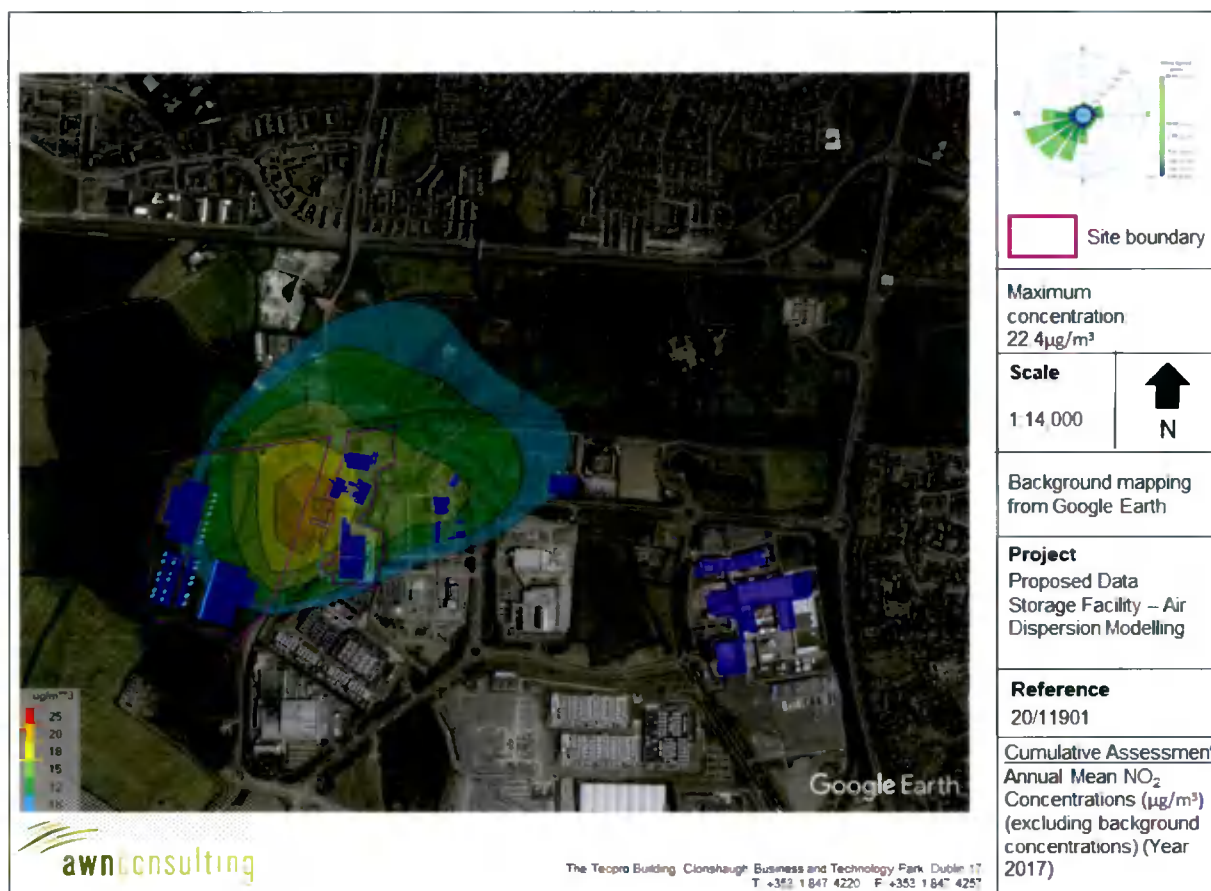 Site boundary
Maximum
concentration
22.4µg/m³
Scale
1:14,000
N
Background mapping
from Google Earth
Project
Proposed Data
Storage Facility – Air
Dispersion Modelling
Reference
20/11901
Cumulative Assessment
Annual Mean NO₂
Concentrations (µg/m³)
(excluding background
concentrations) (Year
2017)
ug/m**3
25
20
18
15
12
Google Earth
awnconsulting
The Tecpro Building, Clonshaugh Business and Technology Park, Dublin 17
T: +353 1 847 4220 F: +353 1 847 4257